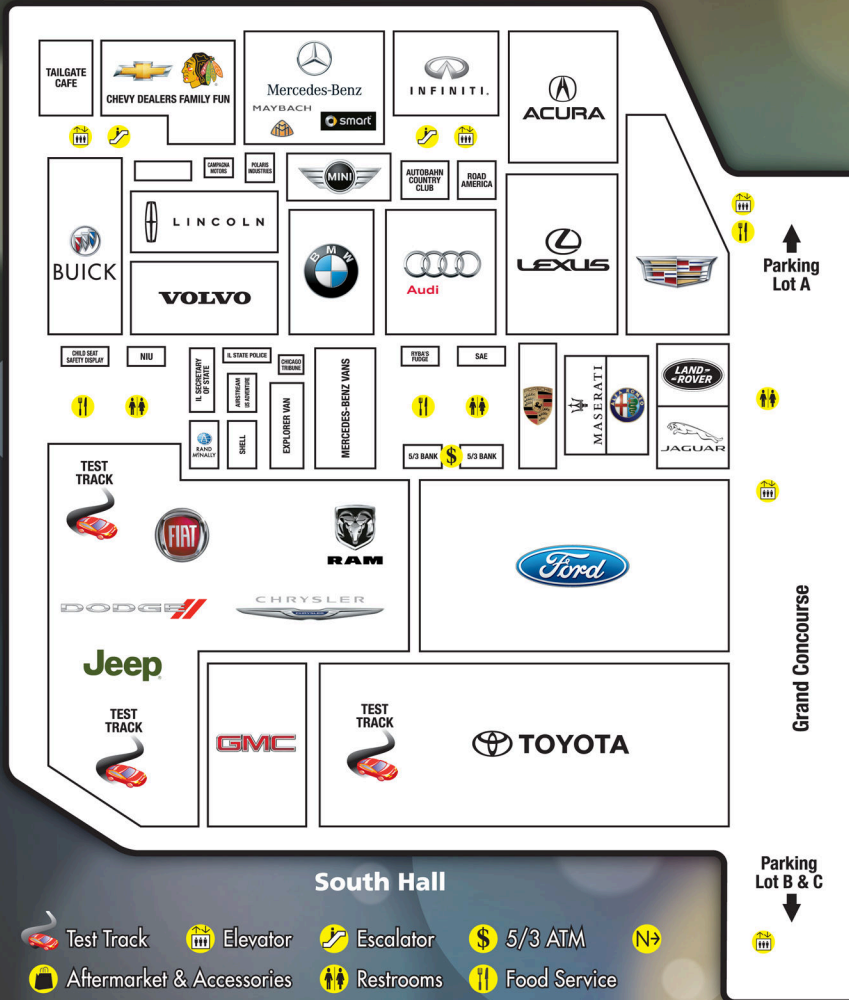 TAILGATE
CAFE
CHEVY DEALERS FAMILY FUN
Mercedes-Benz
MAYBACH
smart
INFINITI.
ACURA
CAMPAGNA
MOTORS
POLARIS
INDUSTRIES
MINI
AUTOBAHN
COUNTRY
CLUB
ROAD
AMERICA
BUICK
LINCOLN
VOLVO
BMW
Audi
LEXUS
Parking
Lot A
CHILD SEAT
SAFETY DISPLAY
NIU
IL SECRETARY
OF STATE
IL STATE POLICE
AIRSTREAM
US ADVENTURE
CHICAGO
TRIBUNE
EXPLORER VAN
MERCEDES-BENZ VANS
RYBA'S
FUDGE
SAE
MASERATI
ALFA ROMEO
LAND-
-ROVER
JAGUAR
RAND
McNALLY
SHELL
5/3 BANK
$
5/3 BANK
TEST
TRACK
FIAT
RAM
DODGE
CHRYSLER
Jeep
TEST
TRACK
Ford
GMC
TEST
TRACK
TOYOTA
Grand Concourse
Parking
Lot B & C
South Hall
Test Track
Elevator
Escalator
$ 5/3 ATM
N
Aftermarket & Accessories
Restrooms
Food Service